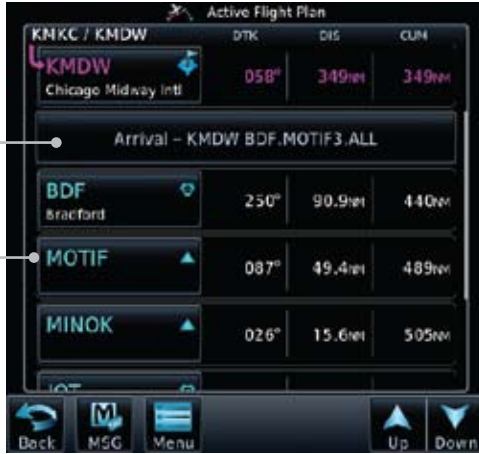 Active Flight Plan
KMKC / KMDW DTK DIS CUM
KMDW 058° 349NM 349NM
Chicago Midway Intl
Arrival – KMDW BDF.MOTIF3.ALL
BDF 250° 90.9NM 440NM
Bradford
MOTIF 087° 49.4NM 489NM
MINOK 026° 15.6NM 505NM
Back MSG Menu Up Down